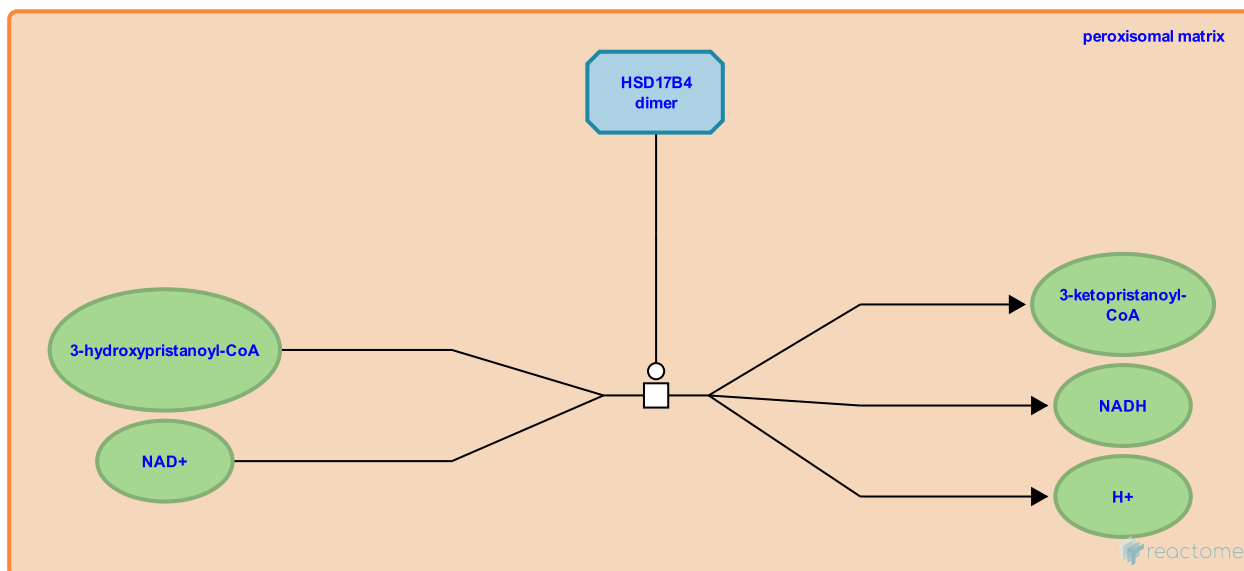 peroxisomal matrix
HSD17B4
dimer
3-hydroxypristanoyl-CoA
NAD+
3-ketopristanoyl-
CoA
NADH
H+
reactome